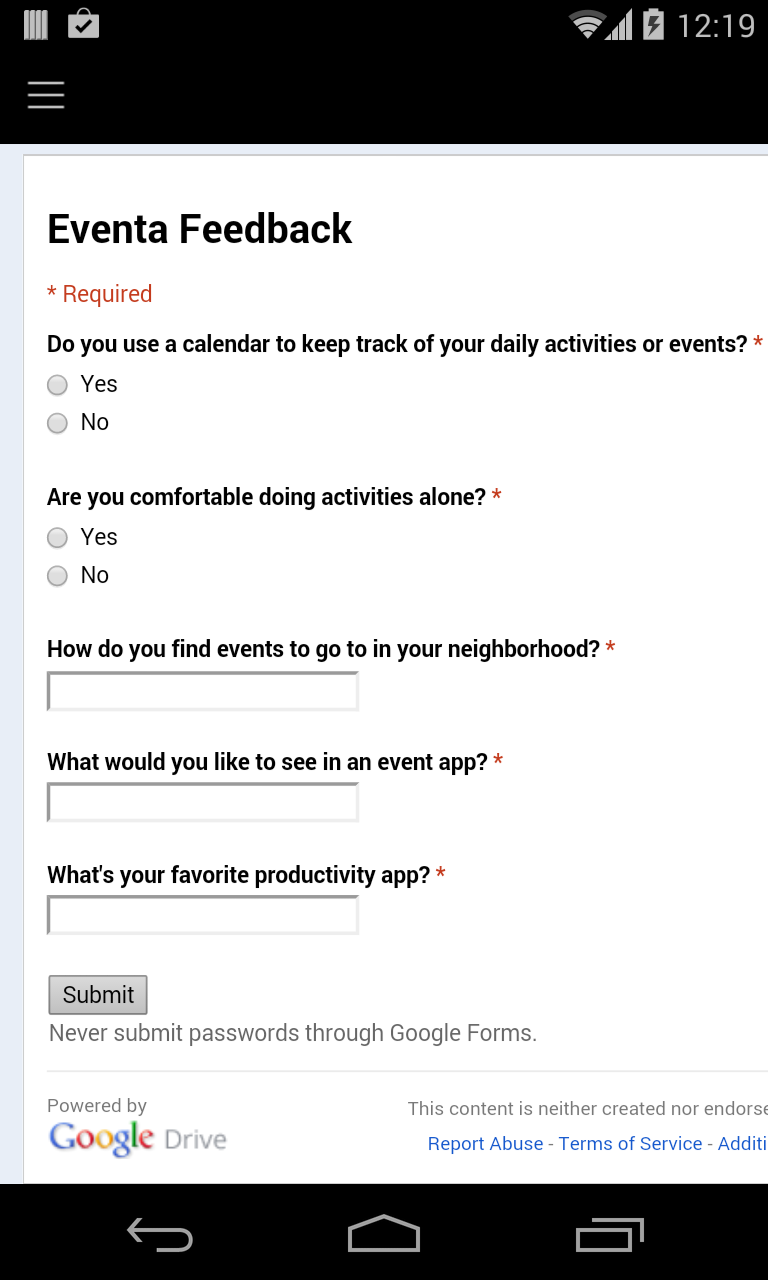 12:19
Eventa Feedback
* Required
Do you use a calendar to keep track of your daily activities or events? *
Yes
No
Are you comfortable doing activities alone? *
Yes
No
How do you find events to go to in your neighborhood? *
What would you like to see in an event app? *
What's your favorite productivity app? *
Submit
Never submit passwords through Google Forms.
Powered by
Google Drive
This content is neither created nor endorse
Report Abuse - Terms of Service - Additi